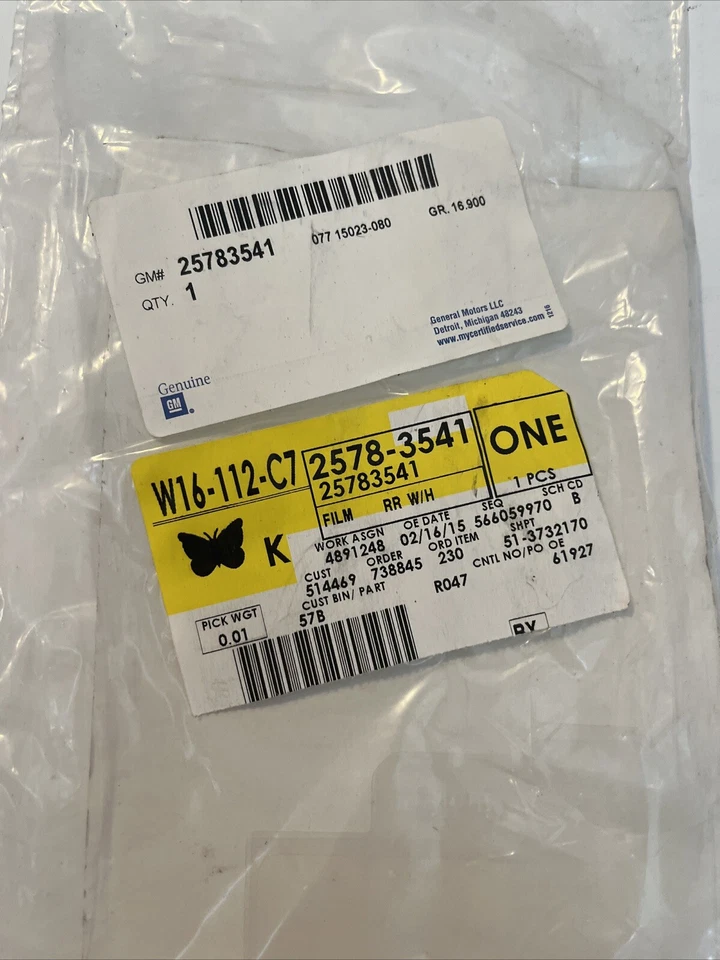 GM# 25783541 077 15023-080 GR. 16.900
QTY. 1
General Motors LLC
Detroit, Michigan 48243
www.mycertifiedservice.com
1216
Genuine
GM
W16-112-C7 2578-3541 ONE
25783541
FILM RR W/H 1 PCS
K
WORK ASGN OE DATE SEQ SCH CD
4891248 02/16/15 566059970 B
CUST ORDER ORD ITEM SHPT
514469 738845 230 51-3732170
CUST BIN/ PART R047 CNTL NO/PO OE
57B 61927
PICK WGT
0.01